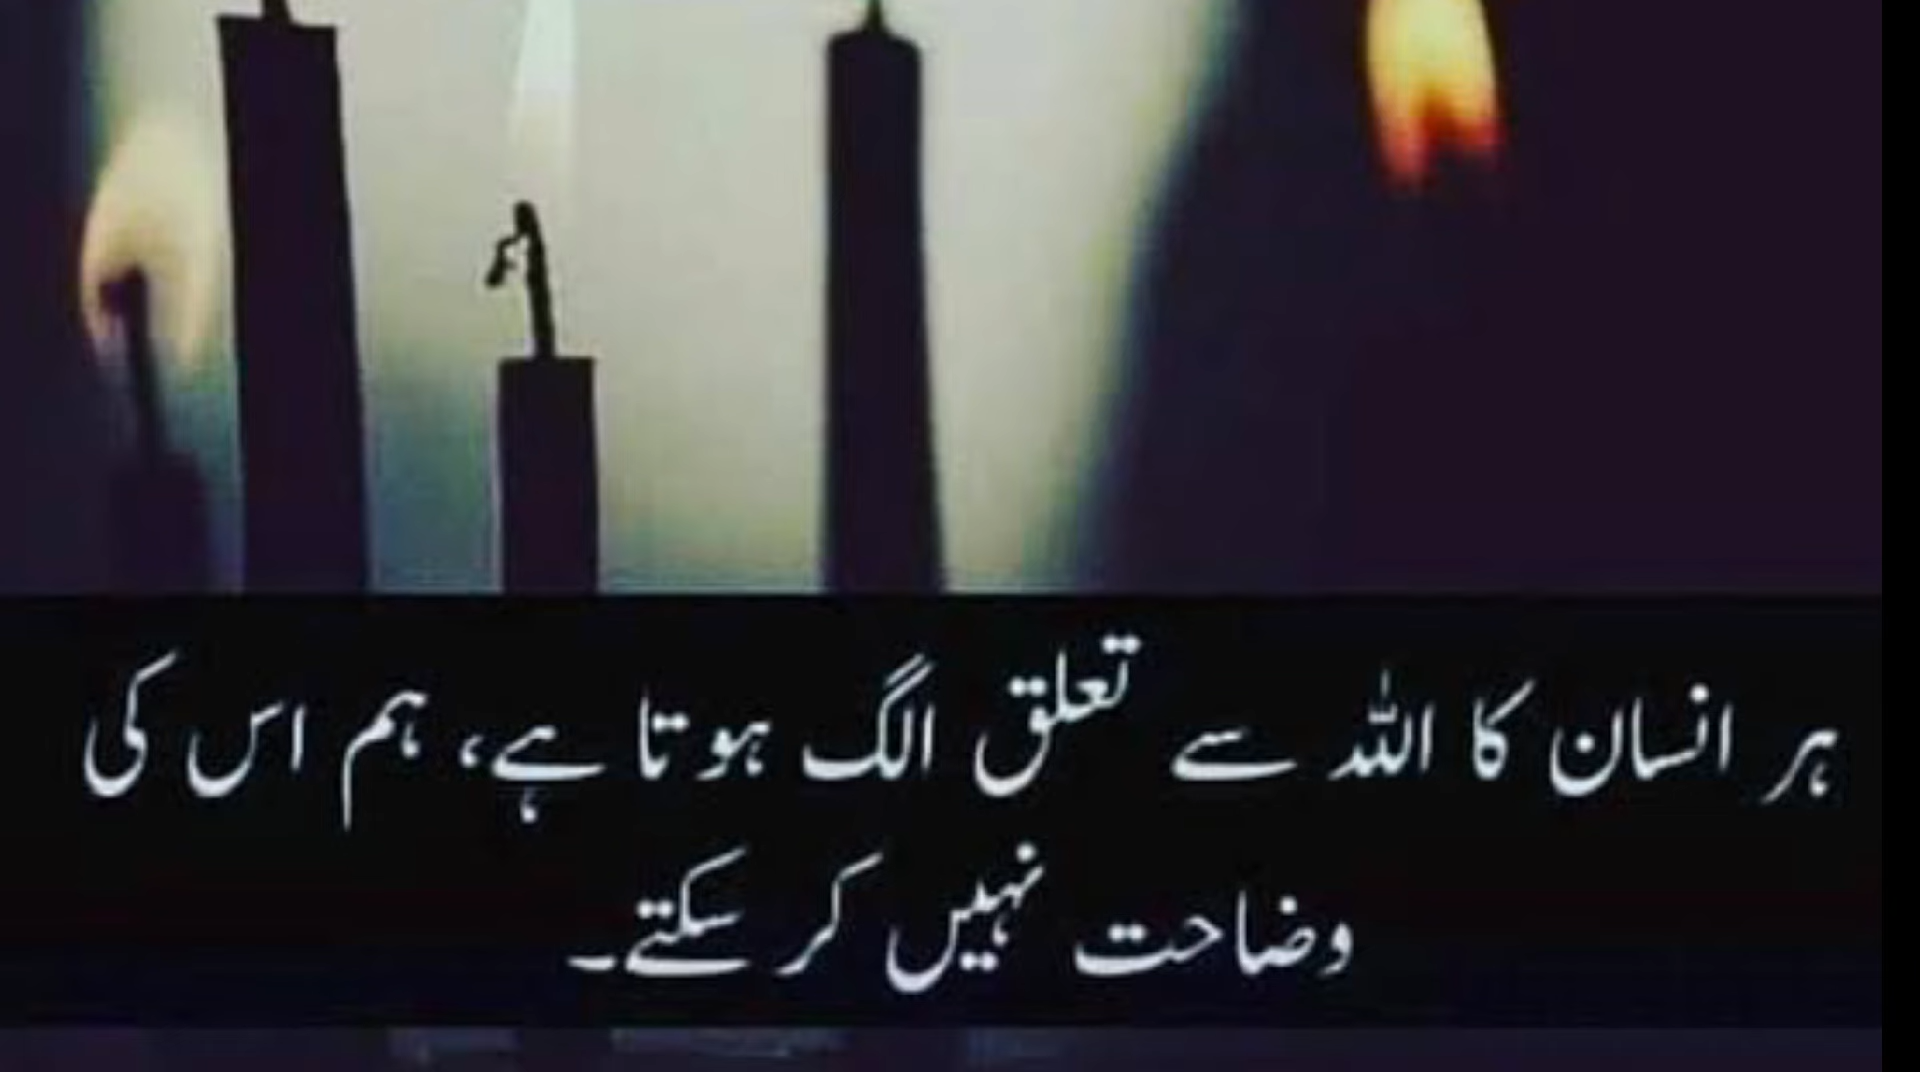 ہر انسان کا اللہ سے تعلق الگ ہوتا ہے، ہم اس کی
وضاحت نہیں کر سکتے۔